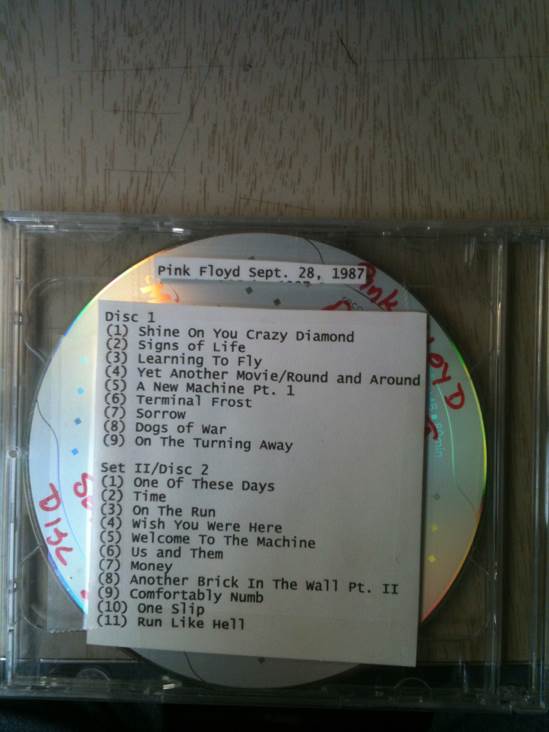 Pink Floyd Sept. 28, 1987
Disc 1
(1) Shine On You Crazy Diamond
(2) Signs of Life
(3) Learning To Fly
(4) Yet Another Movie/Round and Around
(5) A New Machine Pt. 1
(6) Terminal Frost
(7) Sorrow
(8) Dogs of War
(9) On The Turning Away
Set II/Disc 2
(1) One of These Days
(2) Time
(3) On The Run
(4) Wish You Were Here
(5) Welcome To The Machine
(6) Us and Them
(7) Money
(8) Another Brick In The Wall Pt. II
(9) Comfortably Numb
(10) One Slip
(11) Run Like Hell
Pink
OYD